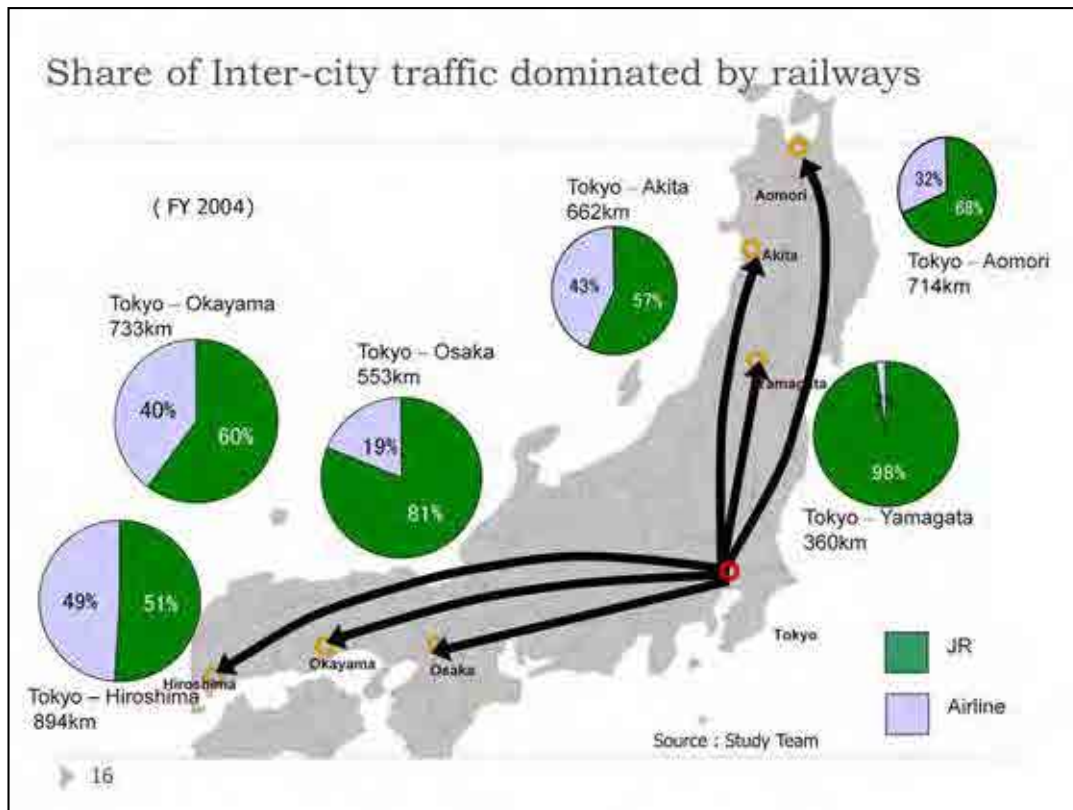 Share of Inter-city traffic dominated by railways
( FY 2004)
Tokyo – Akita
662km
43%
57%
Aomori
32%
68%
Tokyo – Aomori
714km
Akita
Tokyo – Okayama
733km
40%
60%
Tokyo – Osaka
553km
19%
81%
Yamagata
98%
Tokyo – Yamagata
360km
49%
51%
Tokyo – Hiroshima
894km
Hiroshima
Okayama
Osaka
Tokyo
JR
Airline
Source : Study Team
16